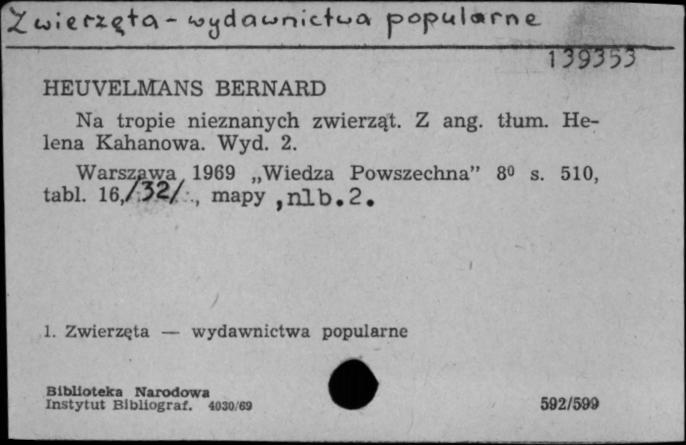 Zwierzęta - wydawnictwa popularne
139353
HEUVELMANS BERNARD
Na tropie nieznanych zwierząt. Z ang. tłum. He-
lena Kahanowa. Wyd. 2.
Warszawa 1969 „Wiedza Powszechna” 8⁰ s. 510,
tabl. 16, /32/ ., mapy , nlb. 2.
1. Zwierzęta — wydawnictwa popularne
Biblioteka Narodowa
Instytut Bibliograf. 4030/69
592/599